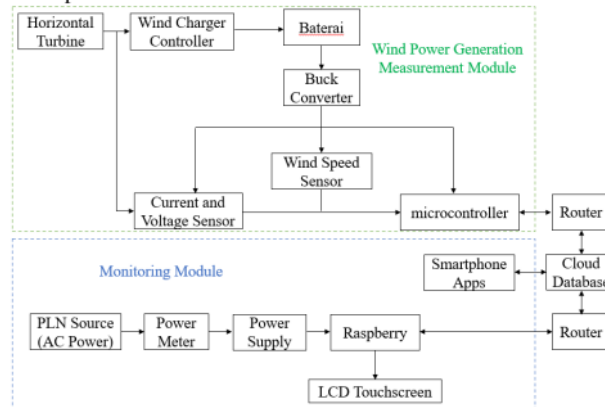 Horizontal
Turbine
Wind Charger
Controller
Baterai
Wind Power Generation
Measurement Module
Buck
Converter
Wind Speed
Sensor
Current and
Voltage Sensor
microcontroller
Router
Monitoring Module
Smartphone
Apps
Cloud
Database
PLN Source
(AC Power)
Power
Meter
Power
Supply
Raspberry
Router
LCD Touchscreen